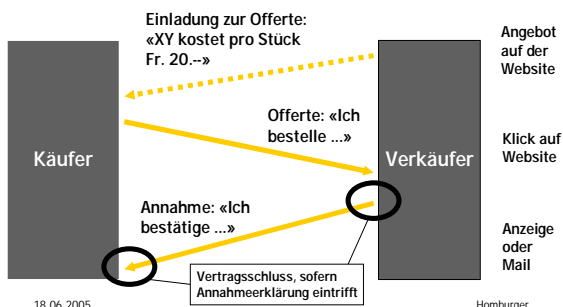 Einladung zur Offerte:
«XY kostet pro Stück
Fr. 20.--»
Angebot
auf der
Website
Offerte: «Ich
bestelle ...»
Käufer
Verkäufer
Klick auf
Website
Annahme: «Ich
bestätige ...»
Anzeige
oder
Mail
Vertragsschluss, sofern
Annahmeerklärung eintrifft
18.06.2005
Homburger